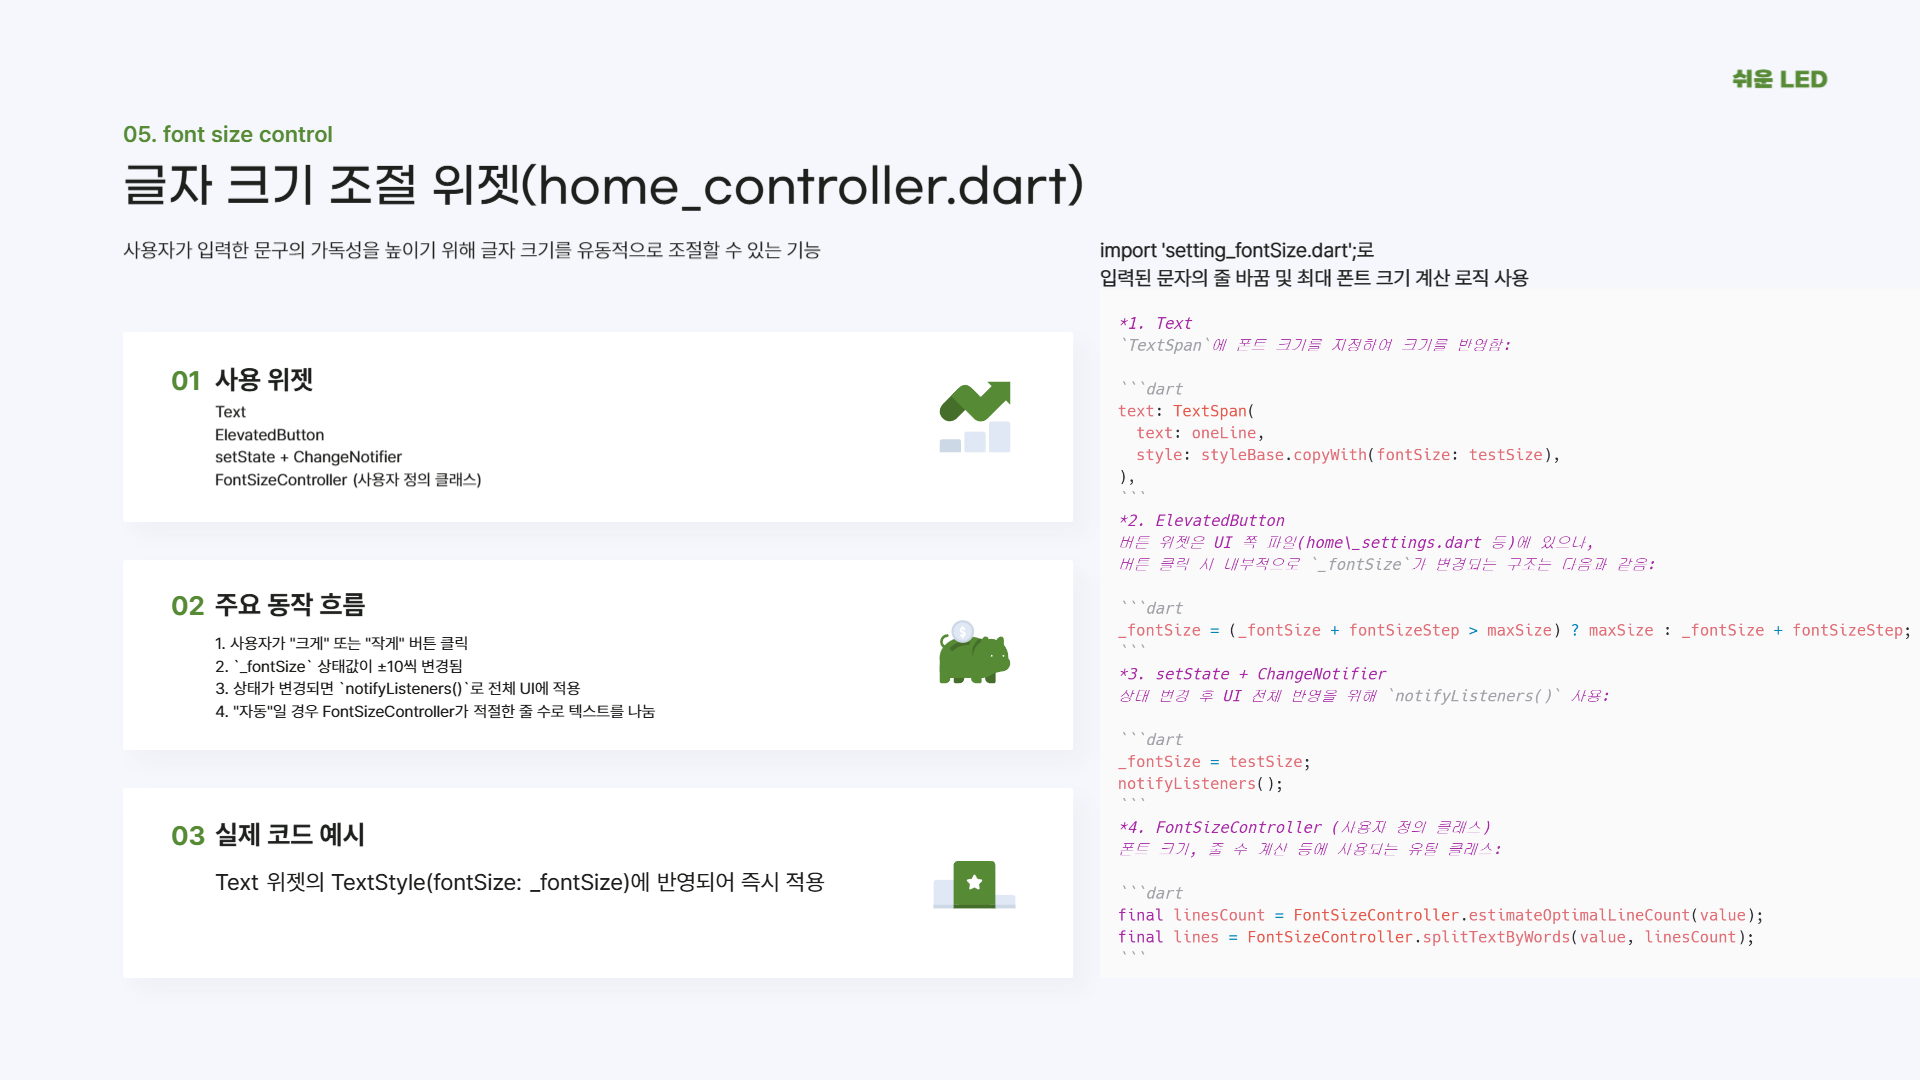 쉬운 LED
05. font size control
글자 크기 조절 위젯(home_controller.dart)
사용자가 입력한 문구의 가독성을 높이기 위해 글자 크기를 유동적으로 조절할 수 있는 기능
01 사용 위젯
Text
ElevatedButton
setState + ChangeNotifier
FontSizeController (사용자 정의 클래스)
02 주요 동작 흐름
1. 사용자가 "크게" 또는 "작게" 버튼 클릭
2. `_fontSize` 상태값이 ±10씩 변경됨
3. 상태가 변경되면 `notifyListeners()`로 전체 UI에 적용
4. "자동"일 경우 FontSizeController가 적절한 줄 수로 텍스트를 나눔
03 실제 코드 예시
Text 위젯의 TextStyle(fontSize: _fontSize)에 반영되어 즉시 적용
import 'setting_fontSize.dart';로
입력된 문자의 줄 바꿈 및 최대 폰트 크기 계산 로직 사용
*1. Text
`TextSpan`에 폰트 크기를 지정하여 크기를 반영함:
```dart
text: TextSpan(
  text: oneLine,
  style: styleBase.copyWith(fontSize: testSize),
),
```
*2. ElevatedButton
버튼 위젯은 UI 쪽 파일(home\_settings.dart 등)에 있으나,
버튼 클릭 시 내부적으로 `_fontSize`가 변경되는 구조는 다음과 같음:
```dart
_fontSize = (_fontSize + fontSizeStep > maxSize) ? maxSize : _fontSize + fontSizeStep;
```
*3. setState + ChangeNotifier
상태 변경 후 UI 전체 반영을 위해 `notifyListeners()` 사용:
```dart
_fontSize = testSize;
notifyListeners();
```
*4. FontSizeController (사용자 정의 클래스)
폰트 크기, 줄 수 계산 등에 사용되는 유틸 클래스:
```dart
final linesCount = FontSizeController.estimateOptimalLineCount(value);
final lines = FontSizeController.splitTextByWords(value, linesCount);
```